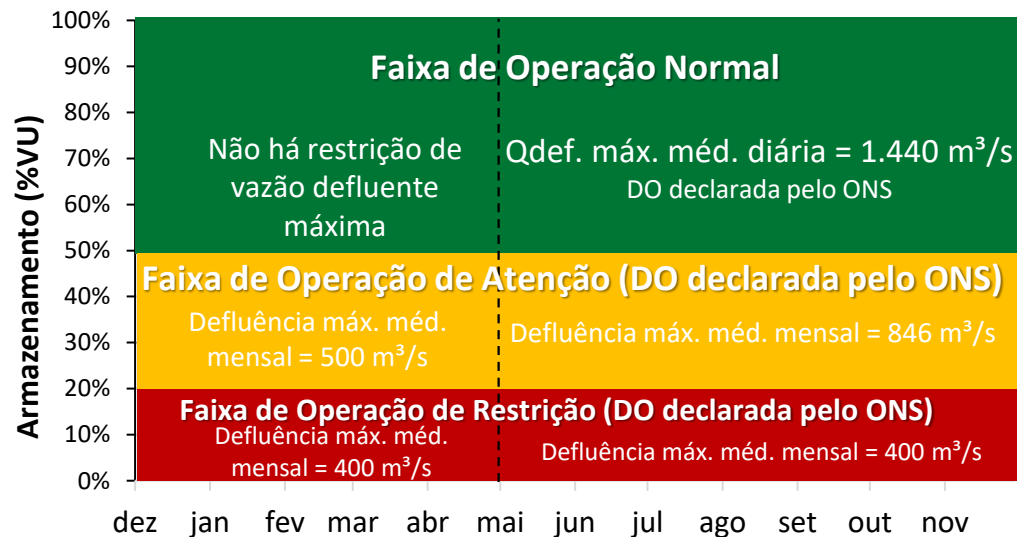 100%
90%
80%
70%
60%
50%
40%
30%
20%
10%
0%
Armazenamento (%VU)
Faixa de Operação Normal
Não há restrição de
vazão defluente
máxima
Qdef. máx. méd. diária = 1.440 m³/s
DO declarada pelo ONS
Faixa de Operação de Atenção (DO declarada pelo ONS)
Defluência máx. méd.
mensal = 500 m³/s
Defluência máx. méd. mensal = 846 m³/s
Faixa de Operação de Restrição (DO declarada pelo ONS)
Defluência máx. méd.
mensal = 400 m³/s
Defluência máx. méd. mensal = 400 m³/s
dez jan fev mar abr mai jun jul ago set out nov